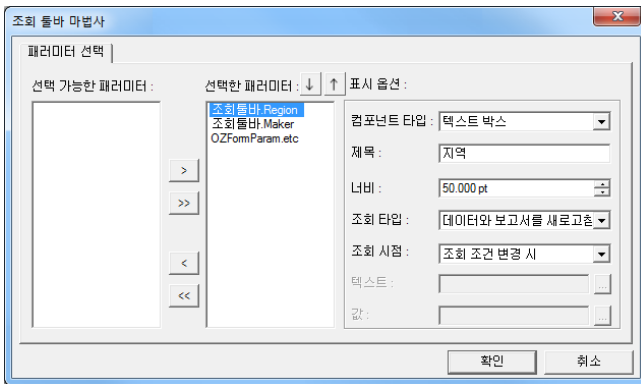 조회 툴바 마법사
패러미터 선택
선택 가능한 패러미터 :
선택한 패러미터 : ↓ ↑ 표시 옵션 :
조회툴바.Region
조회툴바.Maker
OZFormParam.etc
>
>>
<
<<
컴포넌트 타입 : 텍스트 박스
제목 : 지역
너비 : 50.000 pt
조회 타입 : 데이터와 보고서를 새로고침
조회 시점 : 조회 조건 변경 시
텍스트 : ...
값 : ...
확인 취소